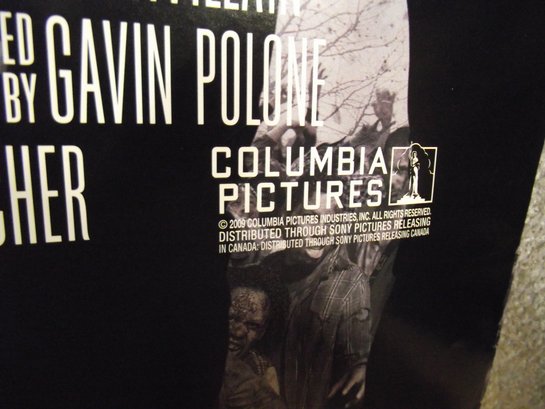 ED
BY GAVIN POLONE
CHER
COLUMBIA
PICTURES
© 2009 COLUMBIA PICTURES INDUSTRIES, INC. ALL RIGHTS RESERVED.
DISTRIBUTED THROUGH SONY PICTURES RELEASING
IN CANADA: DISTRIBUTED THROUGH SONY PICTURES RELEASING CANADA